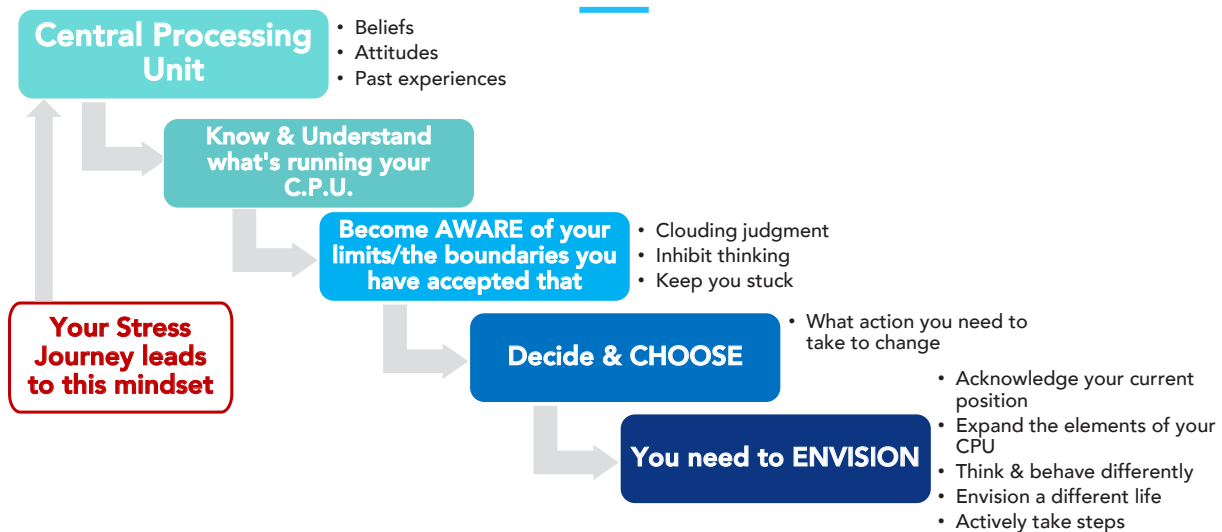 Central Processing
Unit
• Beliefs
• Attitudes
• Past experiences
Know & Understand
what's running your
C.P.U.
Become AWARE of your
limits/the boundaries you
have accepted that
• Clouding judgment
• Inhibit thinking
• Keep you stuck
Your Stress
Journey leads
to this mindset
Decide & CHOOSE
• What action you need to
take to change
You need to ENVISION
• Acknowledge your current
position
• Expand the elements of your
CPU
• Think & behave differently
• Envision a different life
• Actively take steps